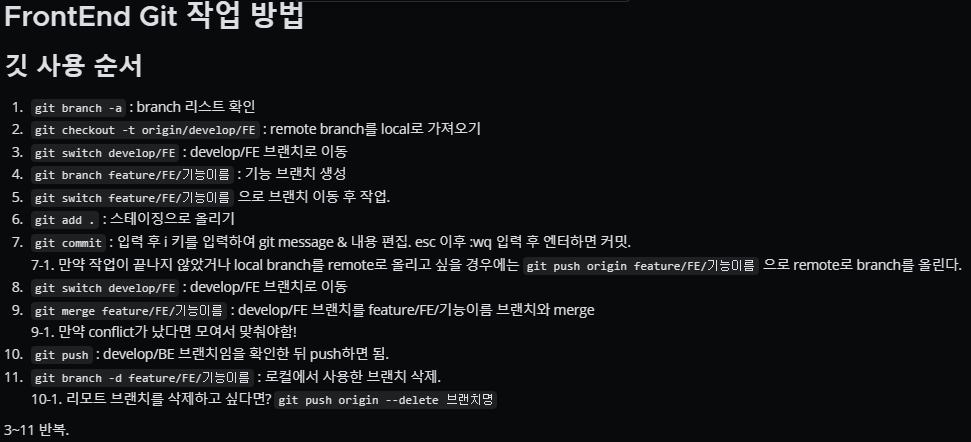 FrontEnd Git 작업 방법
깃 사용 순서
1. git branch -a : branch 리스트 확인
2. git checkout -t origin/develop/FE : remote branch를 local로 가져오기
3. git switch develop/FE : develop/FE 브랜치로 이동
4. git branch feature/FE/기능이름 : 기능 브랜치 생성
5. git switch feature/FE/기능이름 으로 브랜치 이동 후 작업.
6. git add . : 스테이징으로 올리기
7. git commit : 입력 후 i 키를 입력하여 git message & 내용 편집. esc 이후 :wq 입력 후 엔터하면 커밋.
7-1. 만약 작업이 끝나지 않았거나 local branch를 remote로 올리고 싶을 경우에는 git push origin feature/FE/기능이름 으로 remote로 branch를 올린다.
8. git switch develop/FE : develop/FE 브랜치로 이동
9. git merge feature/FE/기능이름 : develop/FE 브랜치를 feature/FE/기능이름 브랜치와 merge
9-1. 만약 conflict가 났다면 모여서 맞춰야함!
10. git push : develop/BE 브랜치임을 확인한 뒤 push하면 됨.
11. git branch -d feature/FE/기능이름 : 로컬에서 사용한 브랜치 삭제.
10-1. 리모트 브랜치를 삭제하고 싶다면? git push origin --delete 브랜치명
3~11 반복.